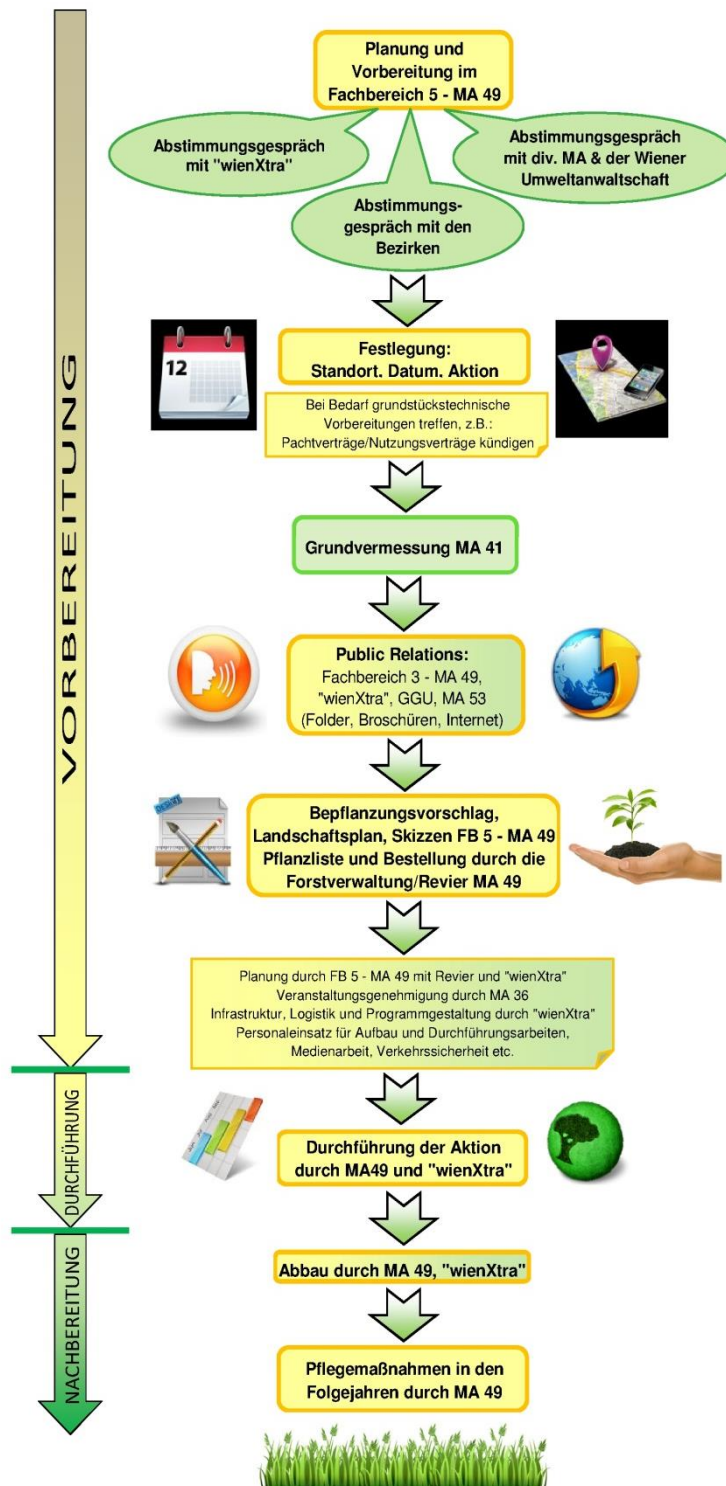 Planung und
Vorbereitung im
Fachbereich 5 - MA 49
Abstimmungsgespräch
mit "wienXtra"
Abstimmungsgespräch
mit div. MA & der Wiener
Umweltanwaltschaft
Abstimmungs-
gespräch mit den
Bezirken
VORBEREITUNG
12
Festlegung:
Standort. Datum. Aktion
Bei Bedarf grundstückstechnische
Vorbereitungen treffen, z.B.:
Pachtverträge/Nutzungsverträge kündigen
Grundvermessung MA 41
Public Relations:
Fachbereich 3 - MA 49,
"wienXtra", GGU, MA 53
(Folder, Broschüren, Internet)
Bepflanzungsvorschlag,
Landschaftsplan, Skizzen FB 5 - MA 49
Pflanzliste und Bestellung durch die
Forstverwaltung/Revier MA 49
Planung durch FB 5 - MA 49 mit Revier und "wienXtra"
Veranstaltungsgenehmigung durch MA 36
Infrastruktur, Logistik und Programmgestaltung durch "wienXtra"
Personaleinsatz für Aufbau und Durchführungsarbeiten,
Medienarbeit, Verkehrssicherheit etc.
DURCHFÜHRUNG
Durchführung der Aktion
durch MA49 und "wienXtra"
NACHBEREITUNG
Abbau durch MA 49, "wienXtra"
Pflegemaßnahmen in den
Folgejahren durch MA 49